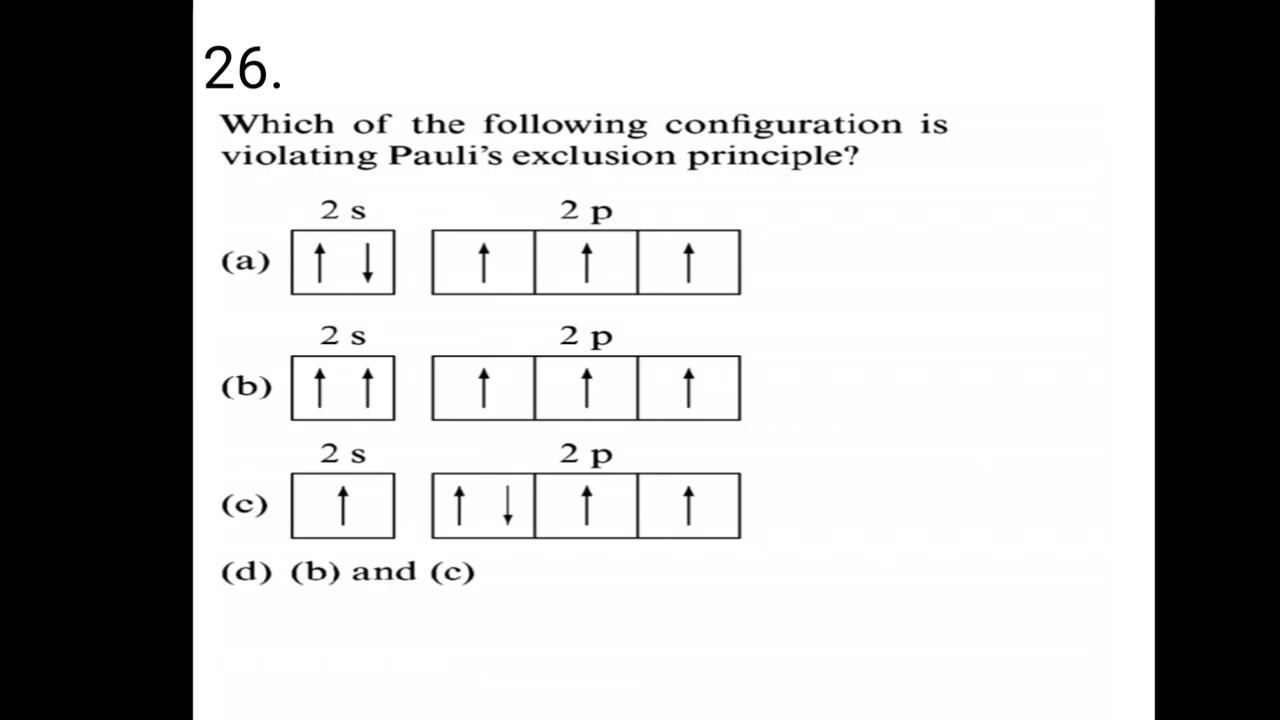 26.
Which of the following configuration is
violating Pauli’s exclusion principle?
2 s 2 p
(a) ↑ ↓ ↑ ↑ ↑
2 s 2 p
(b) ↑ ↑ ↑ ↑ ↑
2 s 2 p
(c) ↑ ↑ ↓ ↑ ↑
(d) (b) and (c)